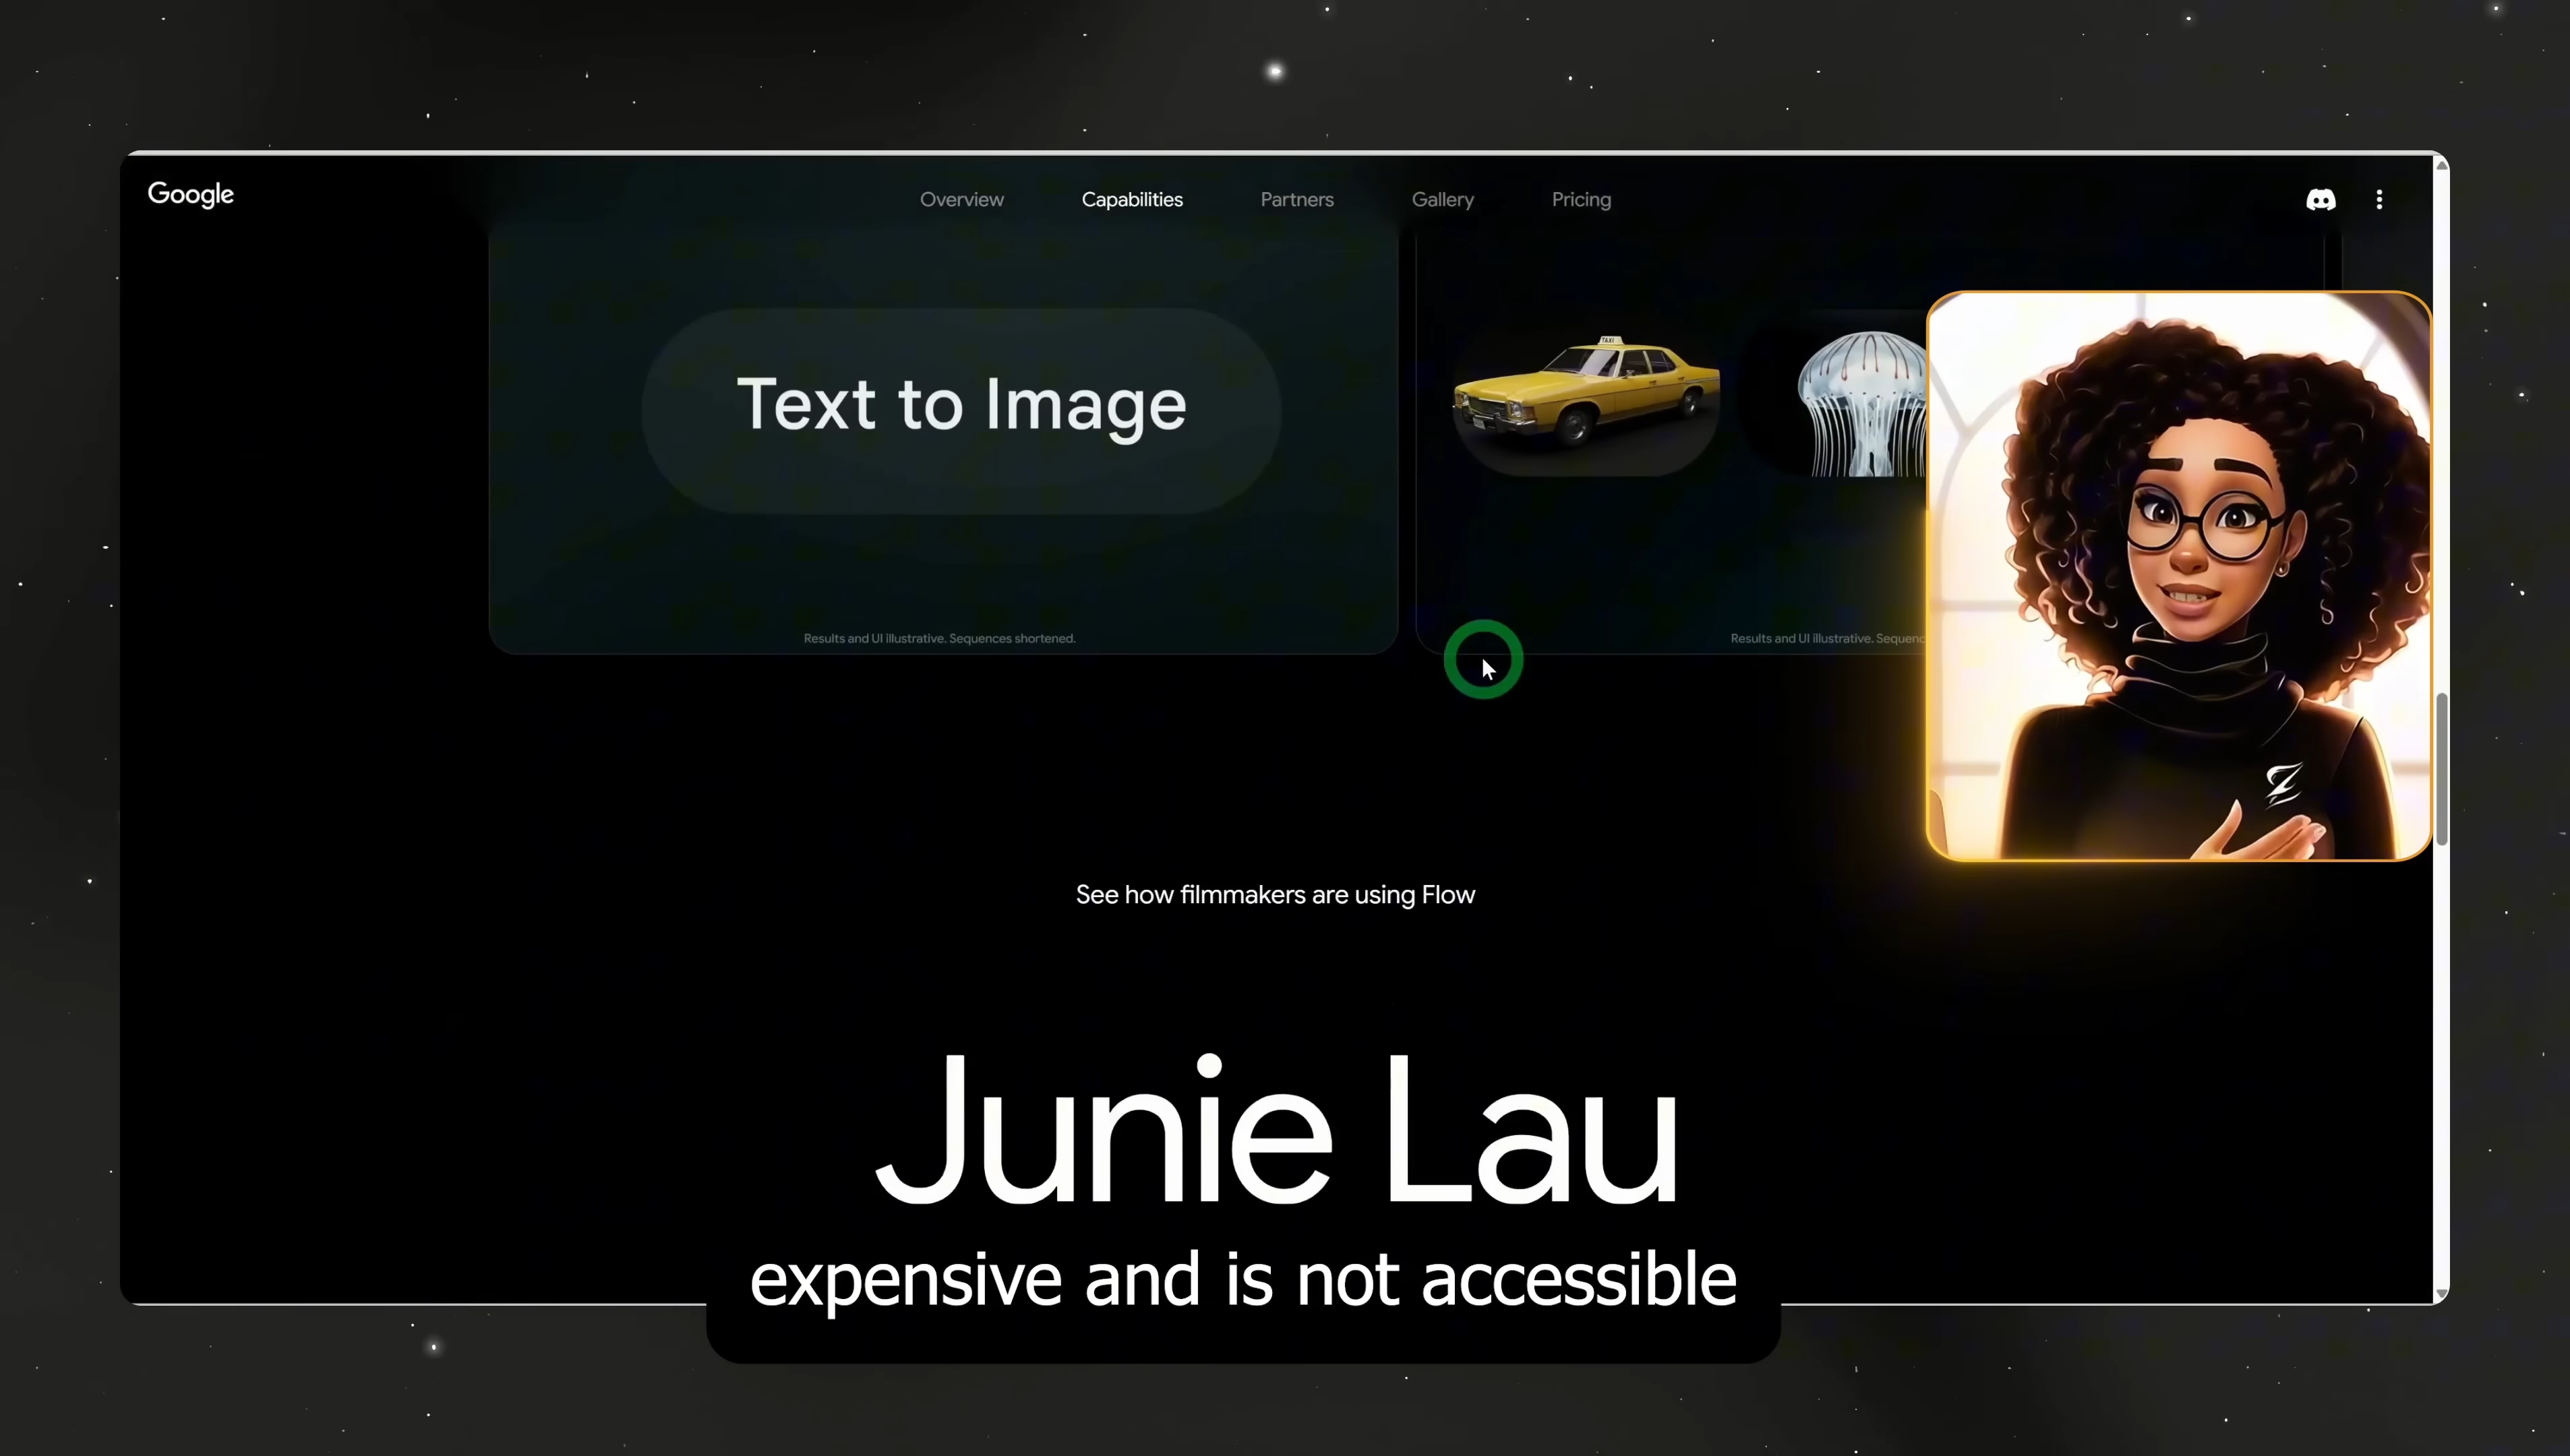 Google
Overview Capabilities Partners Gallery Pricing
Text to Image
TAXI
Results and UI illustrative. Sequences shortened.
Results and UI illustrative.
See how filmmakers are using Flow
Junie Lau
expensive and is not accessible